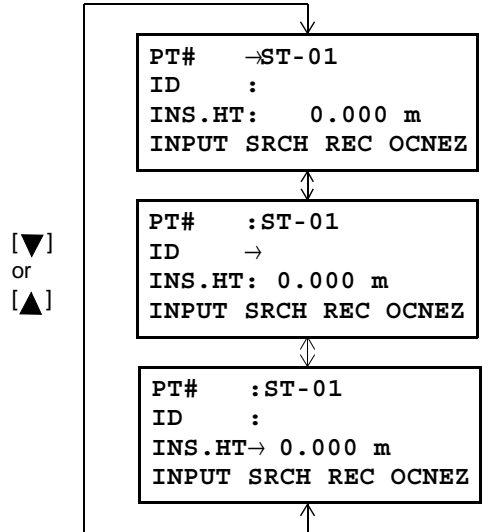 PT#   →ST-01
ID    :
INS.HT:   0.000 m
INPUT SRCH REC OCNEZ
[▼]
or
[▲]
PT#   :ST-01
ID    →
INS.HT: 0.000 m
INPUT SRCH REC OCNEZ
PT#   :ST-01
ID    :
INS.HT→ 0.000 m
INPUT SRCH REC OCNEZ